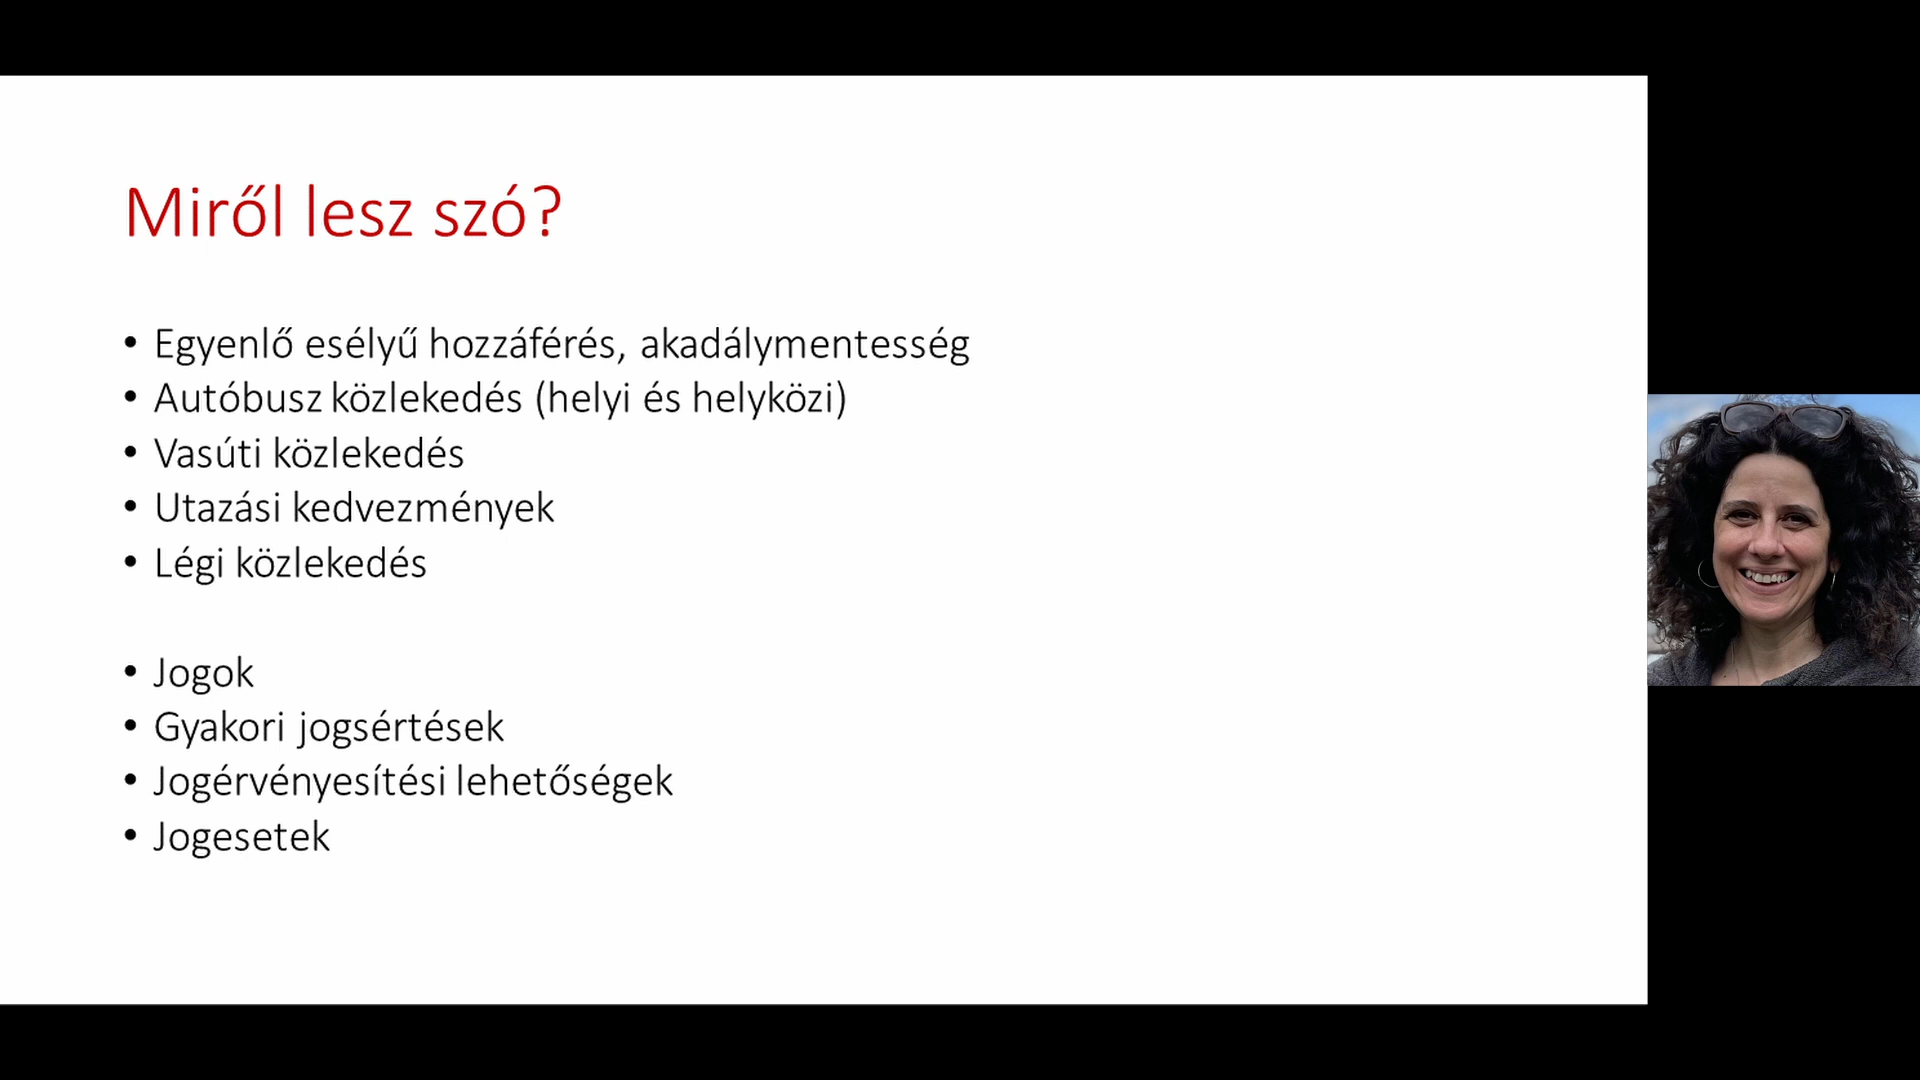 Miről lesz szó?
• Egyenlő esélyű hozzáférés, akadálymentesség
• Autóbusz közlekedés (helyi és helyközi)
• Vasúti közlekedés
• Utazási kedvezmények
• Légi közlekedés
• Jogok
• Gyakori jogsértések
• Jogérvényesítési lehetőségek
• Jogesetek